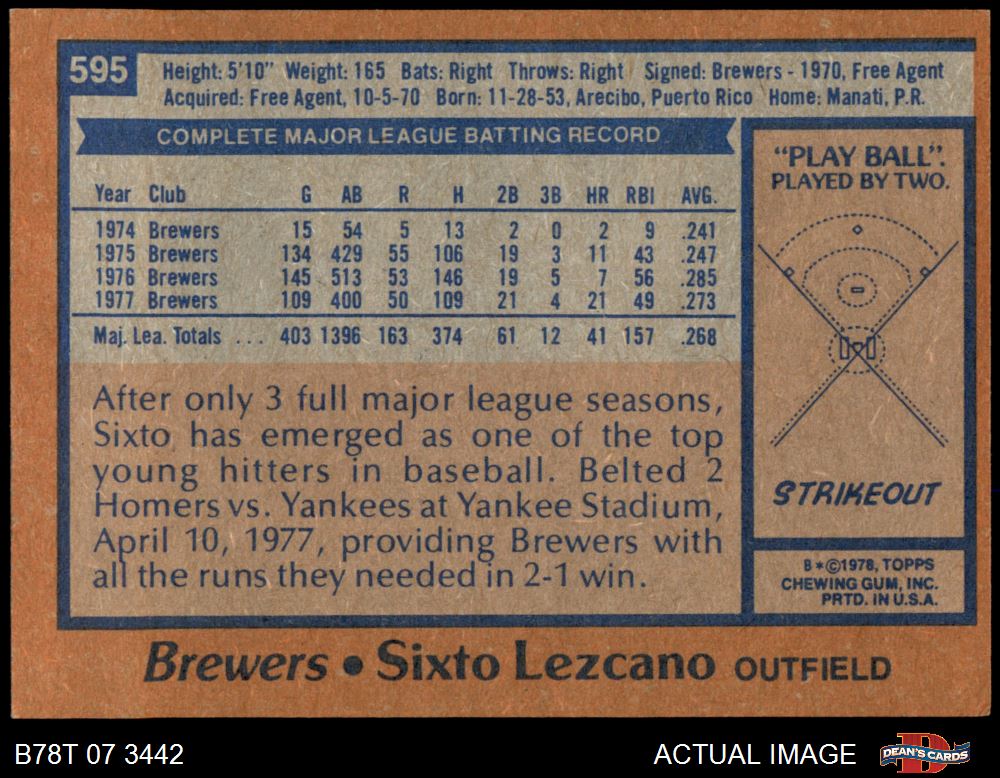 595
Height: 5'10" Weight: 165 Bats: Right Throws: Right Signed: Brewers - 1970, Free Agent
Acquired: Free Agent, 10-5-70 Born: 11-28-53, Arecibo, Puerto Rico Home: Manati, P.R.
COMPLETE MAJOR LEAGUE BATTING RECORD
Year Club G AB R H 2B 3B HR RBI AVG.
1974 Brewers 15 54 5 13 2 0 2 9 .241
1975 Brewers 134 429 55 106 19 3 11 43 .247
1976 Brewers 145 513 53 146 19 5 7 56 .285
1977 Brewers 109 400 50 109 21 4 21 49 .273
Maj. Lea. Totals ... 403 1396 163 374 61 12 41 157 .268
After only 3 full major league seasons,
Sixto has emerged as one of the top
young hitters in baseball. Belted 2
Homers vs. Yankees at Yankee Stadium,
April 10, 1977, providing Brewers with
all the runs they needed in 2-1 win.
"PLAY BALL".
PLAYED BY TWO.
STRIKEOUT
B*©1978, TOPPS
CHEWING GUM, INC.
PRTD. IN U.S.A.
Brewers • Sixto Lezcano OUTFIELD
B78T 07 3442
ACTUAL IMAGE
D
DEAN'S CARDS